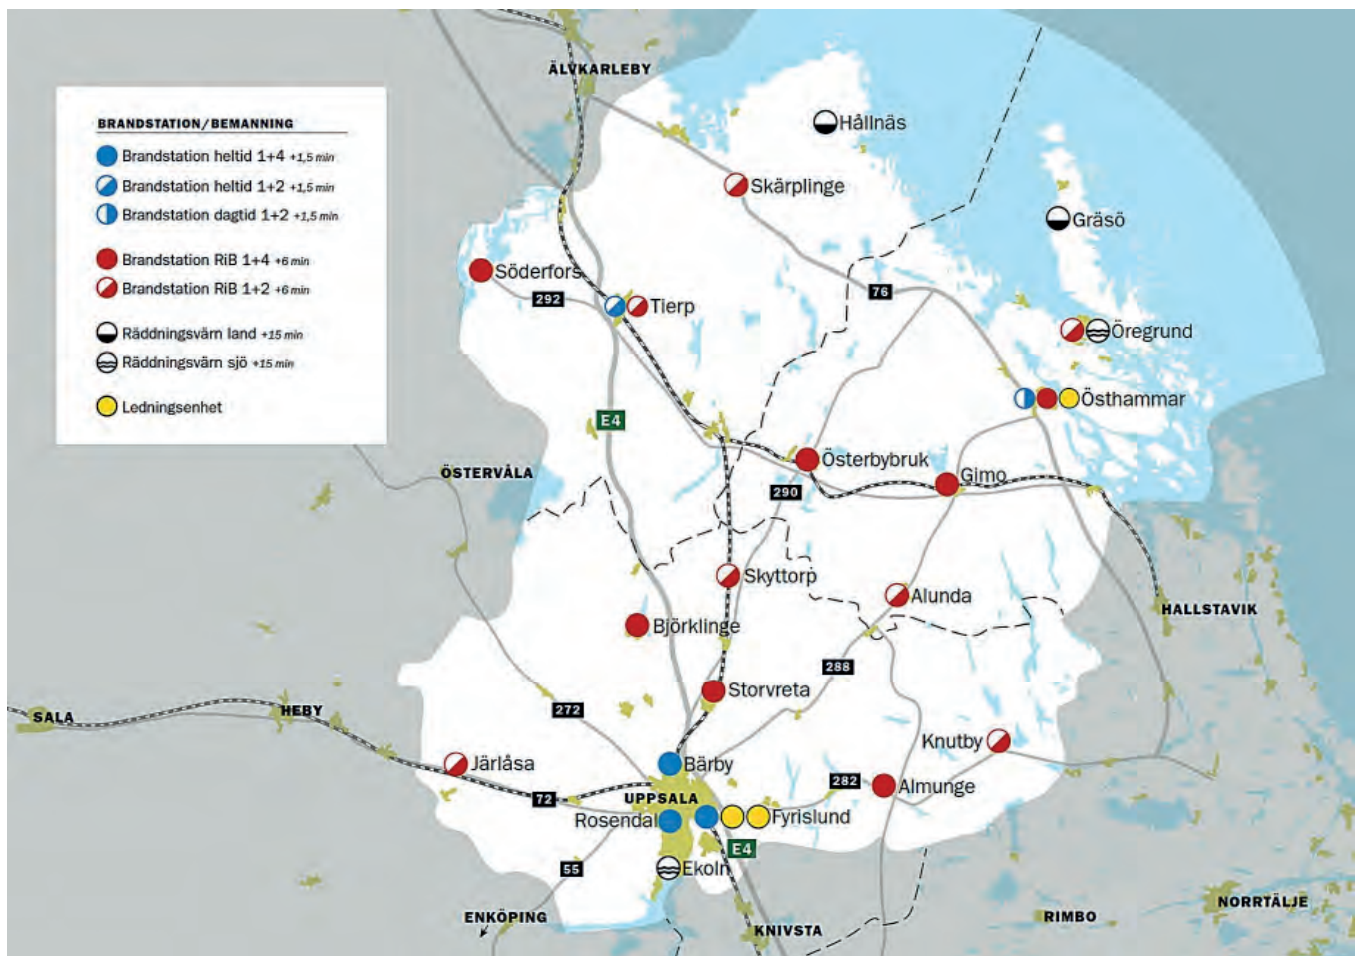 ÄLVKARLEBY
BRANDSTATION/BEMANNING
Brandstation heltid 1+4 +1,5 min
Brandstation heltid 1+2 +1,5 min
Brandstation dagtid 1+2 +1,5 min
Brandstation RiB 1+4 +6 min
Brandstation RiB 1+2 +6 min
Räddningsvärn land +15 min
Räddningsvärn sjö +15 min
Ledningsenhet
Hållnäs
Skärplinge
Gräsö
Söderfors
292
76
Tierp
Öregrund
Östhammar
E4
Österbybruk
ÖSTERVÅLA
Gimo
290
Skyttorp
Alunda
HALLSTAVIK
Björklinge
288
Storvreta
272
HEBY
SALA
Knutby
Järlåsa
Bärby
282
Almunge
72
UPPSALA
Rosendal
Fyrislund
E4
55
Ekoln
ENKÖPING
KNIVSTA
RIMBO
NORRTÄLJE